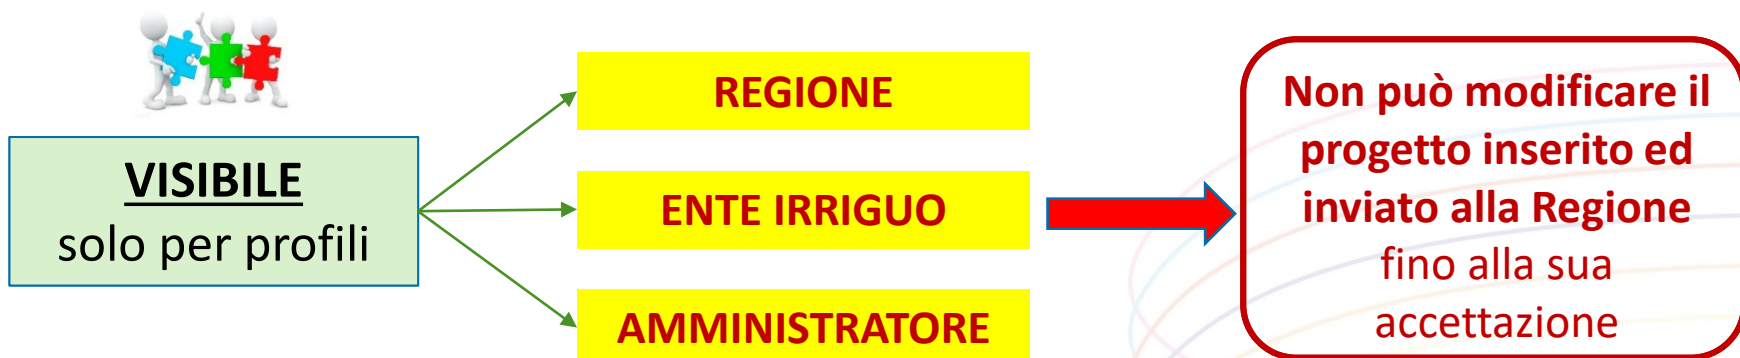 VISIBILE
solo per profili
REGIONE
ENTE IRRIGUO
AMMINISTRATORE
Non può modificare il
progetto inserito ed
inviato alla Regione
fino alla sua
accettazione